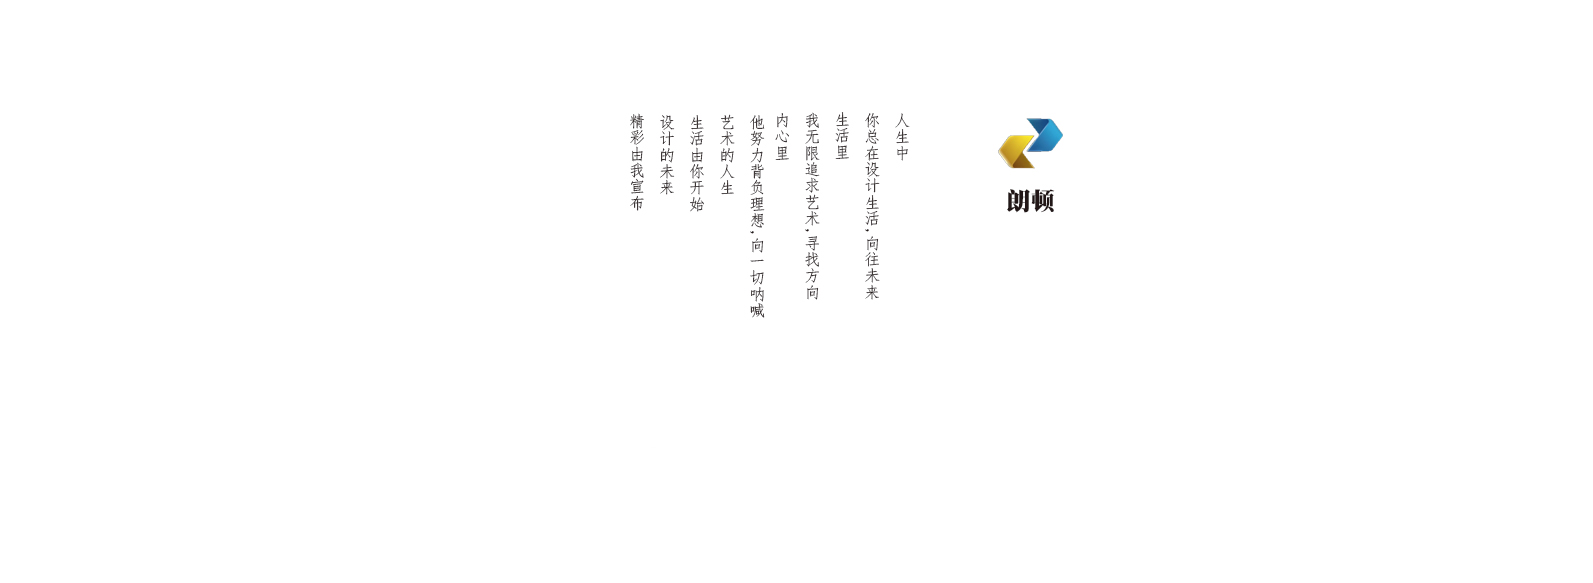 朗顿
人生中
你总在设计生活,向往未来
生活里
我无限追求艺术,寻找方向
内心里
他努力背负理想,向一切呐喊
艺术的人生
生活由你开始
设计的未来
精彩由我宣布